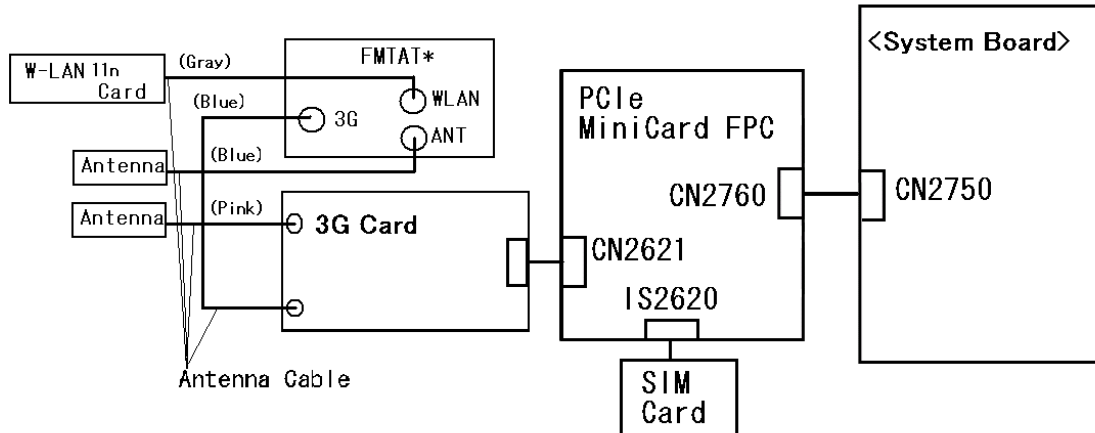 <System Board>
FMTAT*
(Gray)
W-LAN 11n
Card
PCIe
MiniCard FPC
(Blue)
WLAN
3G
ANT
(Blue)
Antenna
CN2760
CN2750
Antenna
(Pink)
3G Card
CN2621
IS2620
Antenna Cable
SIM
Card